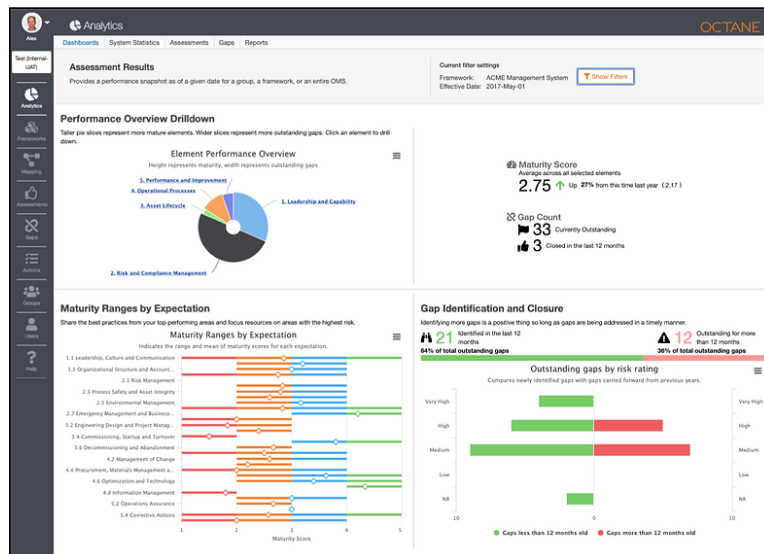 Alex
Analytics
OCTANE
Dashboards
System Statistics
Assessments
Gaps
Reports
Test (Internal-
UAT)
Analytics
Frameworks
Mapping
Assessments
Gaps
Actions
Groups
Users
Help
Assessment Results
Provides a performance snapshot as of a given date for a group, a framework, or an entire CMS.
Current filter settings
Framework: ACME Management System
Effective Date: 2017-May-01
Show Filters
Performance Overview Drilldown
Taller pie slices represent more mature elements. Wider slices represent more outstanding gaps. Click an element to drill
down.
Element Performance Overview
Height represents maturity, width represents outstanding gaps
5. Performance and Improvement
4. Operational Processes
3. Asset Lifecycle
1. Leadership and Capability
2. Risk and Compliance Management
Maturity Score
Average across all selected elements
2.75 Up 27% from this time last year (2.17)
Gap Count
33 Currently Outstanding
3 Closed in the last 12 months
Maturity Ranges by Expectation
Share the best practices from your top performing areas and focus resources on areas with the highest risk.
Maturity Ranges by Expectation
Indicates the range and mean of maturity scores for each expectation.
1.1 Leadership, Culture and Communication
1.3 Organizational Structure and Account...
2.1 Risk Management
2.3 Process Safety and Asset Integrity
2.5 Environmental Management
2.7 Emergency Management and Business...
3.2 Engineering Design and Project Manag...
3.4 Commissioning, Startup and Turnover
3.6 Decommissioning and Abandonment
4.2 Management of Change
4.4 Procurement, Materials Management a...
4.6 Optimization and Technology
4.8 Information Management
5.2 Operations Assurance
5.4 Corrective Actions
1 2 3 4 5
Maturity Score
Gap Identification and Closure
Identifying more gaps is a positive thing so long as gaps are being addressed in a timely manner.
21 Identified in the last 12
months
64% of total outstanding gaps
12 Outstanding for more
than 12 months
36% of total outstanding gaps
Outstanding gaps by risk rating
Compares newly identified gaps with gaps carried forward from previous years.
Very High Very High
High High
Medium Medium
Low Low
NR NR
10 0 10
Gaps less than 12 months old
Gaps more than 12 months old